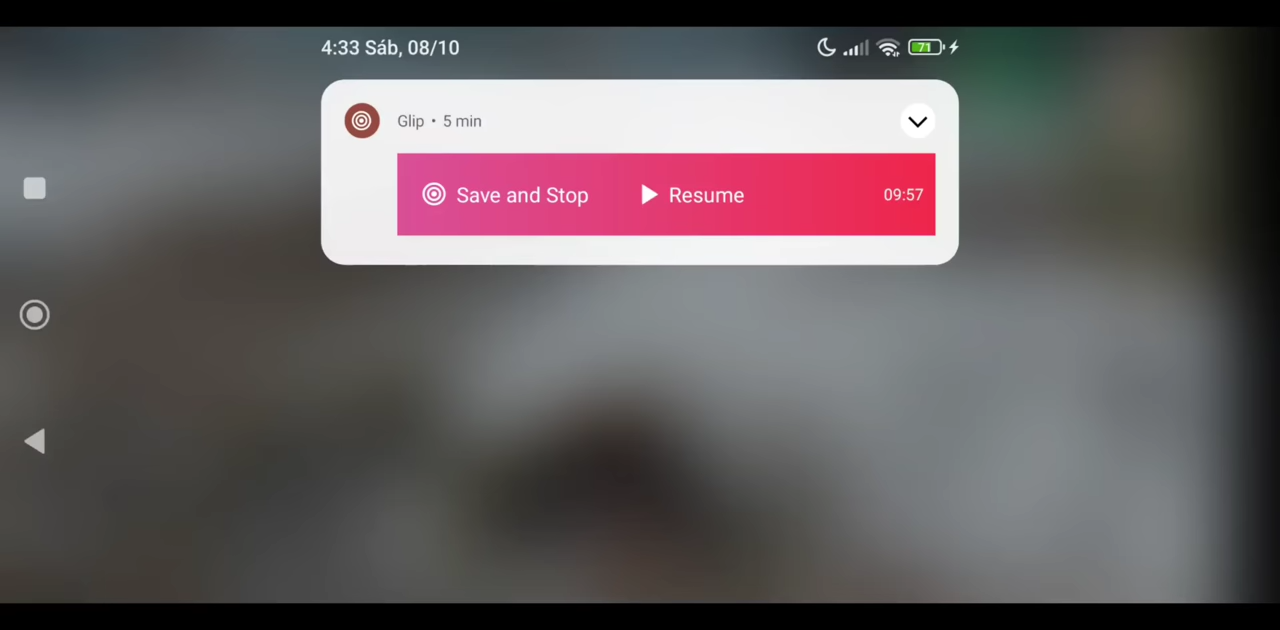 4:33 Sáb, 08/10
71
Glip • 5 min
Save and Stop
Resume
09:57